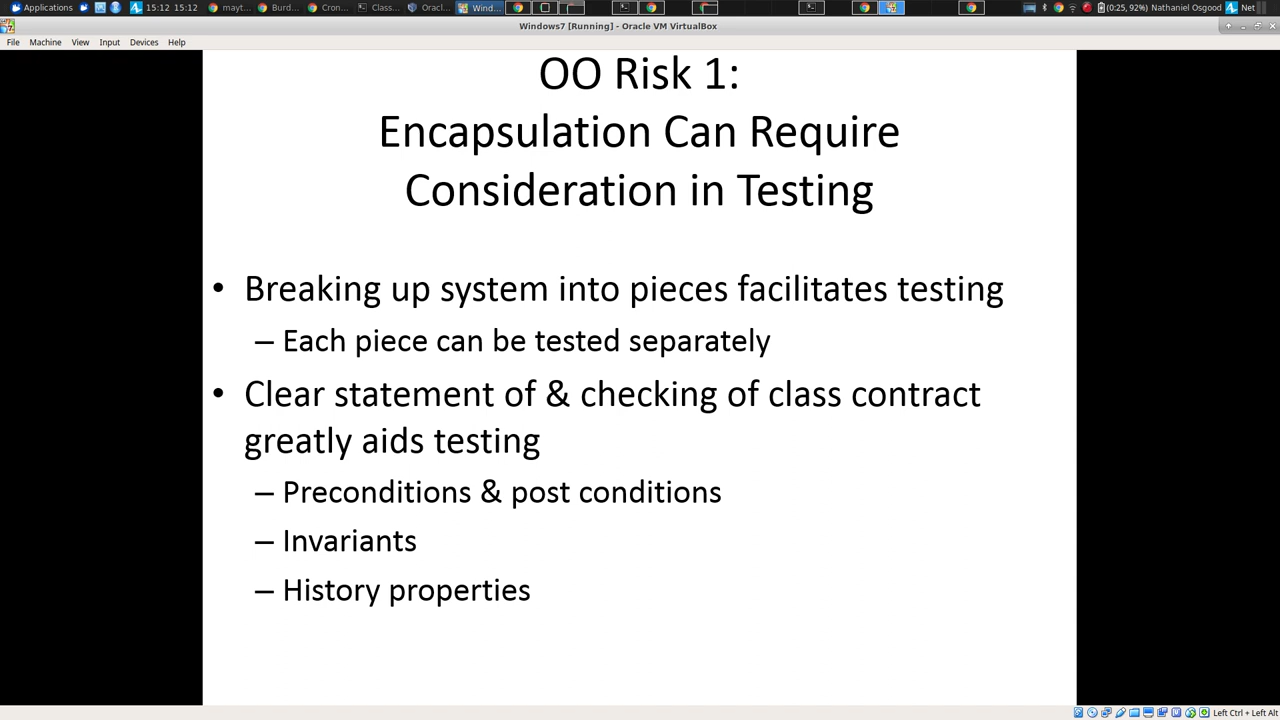 Applications 15:12 15:12 mayt... Burd... Cron... Class... Oracl... Wind... (0:25, 92%) Nathaniel Osgood Net
Windows7 [Running] - Oracle VM VirtualBox
File Machine View Input Devices Help
OO Risk 1:
Encapsulation Can Require
Consideration in Testing
• Breaking up system into pieces facilitates testing
– Each piece can be tested separately
• Clear statement of & checking of class contract
greatly aids testing
– Preconditions & post conditions
– Invariants
– History properties
Left Ctrl + Left Alt